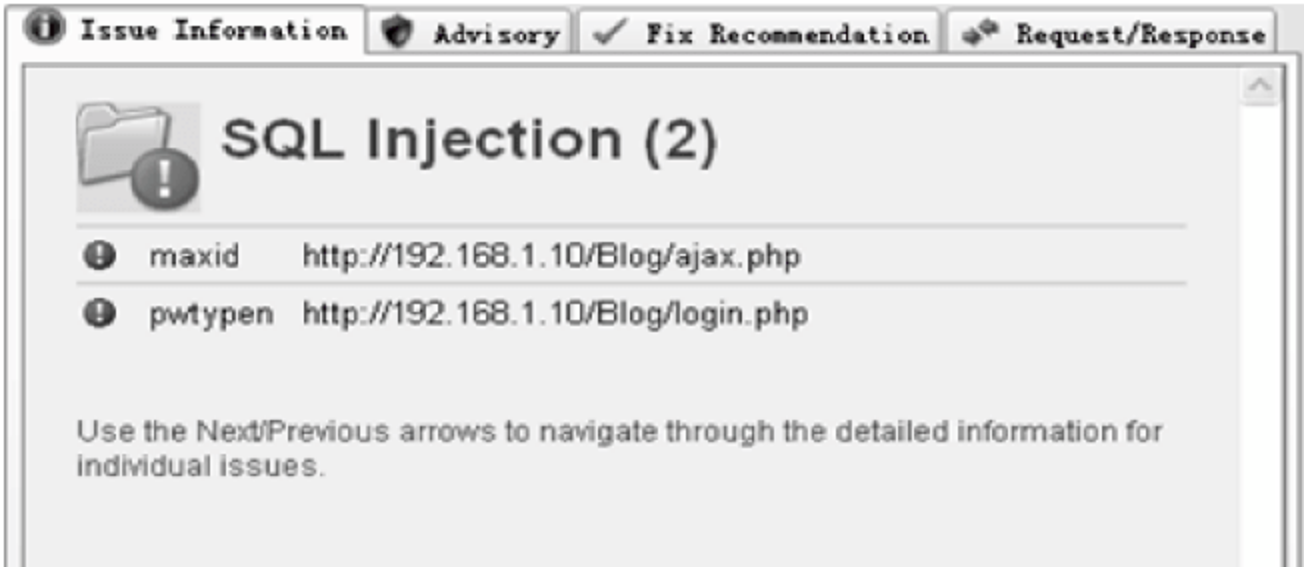 Issue Information Advisory Fix Recommendation Request/Response
SQL Injection (2)
maxid http://192.168.1.10/Blog/ajax.php
pwtypen http://192.168.1.10/Blog/login.php
Use the Next/Previous arrows to navigate through the detailed information for
individual issues.